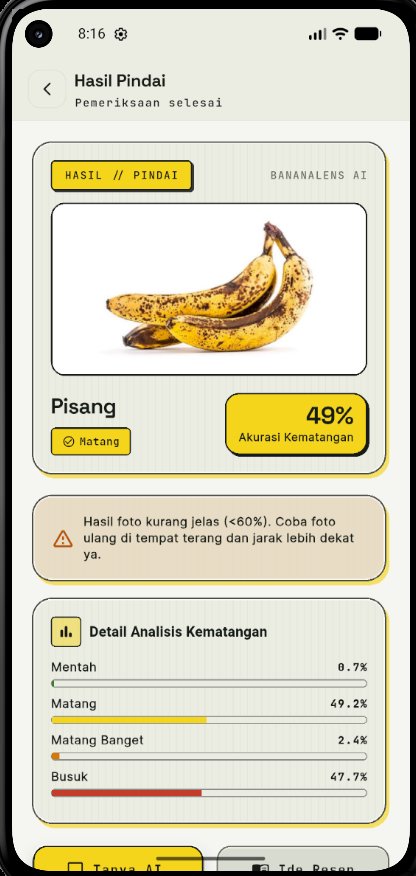 8:16
Hasil Pindai
Pemeriksaan selesai
HASIL // PINDAI
BANANALENS AI
Pisang
49%
Akurasi Kematangan
Matang
Hasil foto kurang jelas (<60%). Coba foto
ulang di tempat terang dan jarak lebih dekat
ya.
Detail Analisis Kematangan
Mentah 0.7%
Matang 49.2%
Matang Banget 2.4%
Busuk 47.7%
Tanya AI
Ide Resep